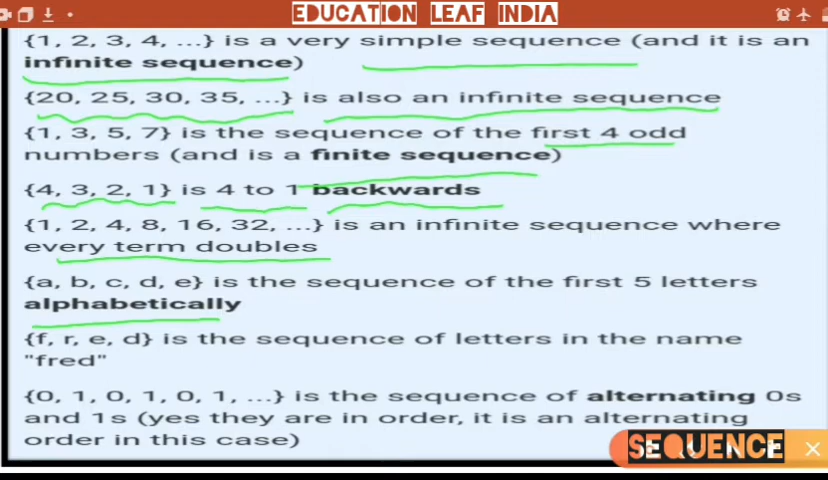 EDUCATION LEAF INDIA
{1, 2, 3, 4, ...} is a very simple sequence (and it is an
infinite sequence)
{20, 25, 30, 35, ...} is also an infinite sequence
{1, 3, 5, 7} is the sequence of the first 4 odd
numbers (and is a finite sequence)
{4, 3, 2, 1} is 4 to 1 backwards
{1, 2, 4, 8, 16, 32, ...} is an infinite sequence where
every term doubles
{a, b, c, d, e} is the sequence of the first 5 letters
alphabetically
{f, r, e, d} is the sequence of letters in the name
"fred"
{0, 1, 0, 1, 0, 1, ...} is the sequence of alternating 0s
and 1s (yes they are in order, it is an alternating
order in this case)
SEQUENCE